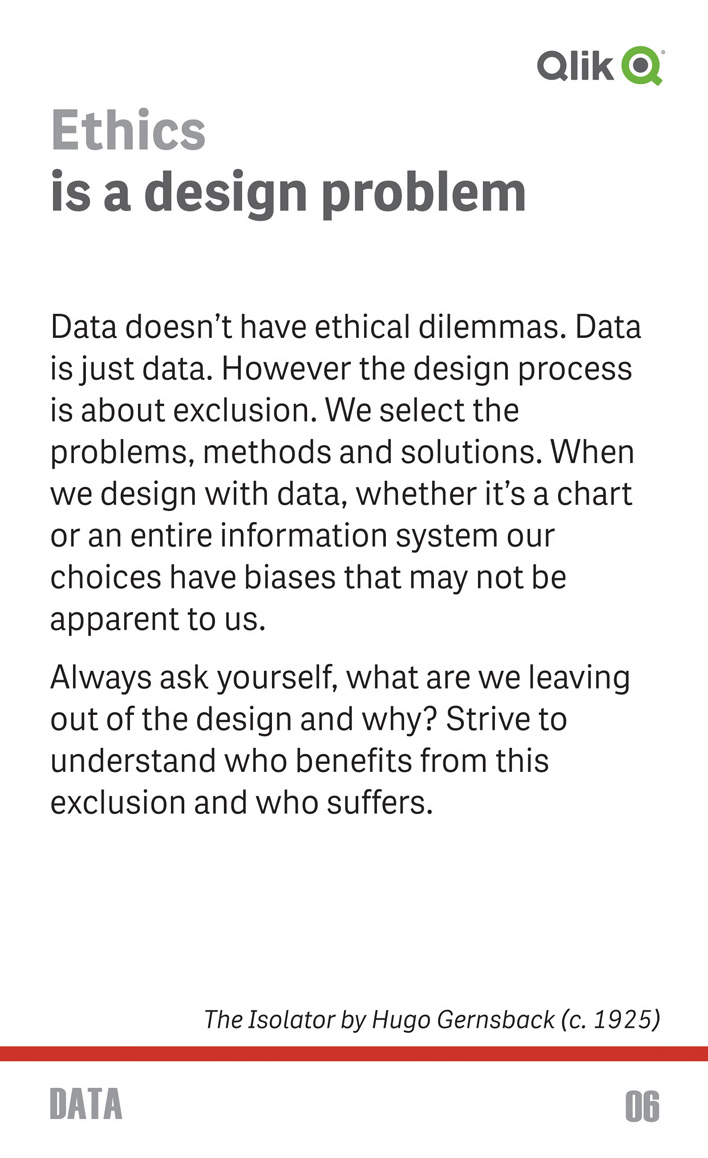 Qlik
Ethics
is a design problem
Data doesn’t have ethical dilemmas. Data
is just data. However the design process
is about exclusion. We select the
problems, methods and solutions. When
we design with data, whether it’s a chart
or an entire information system our
choices have biases that may not be
apparent to us.
Always ask yourself, what are we leaving
out of the design and why? Strive to
understand who benefits from this
exclusion and who suffers.
The Isolator by Hugo Gernsback (c. 1925)
DATA
06